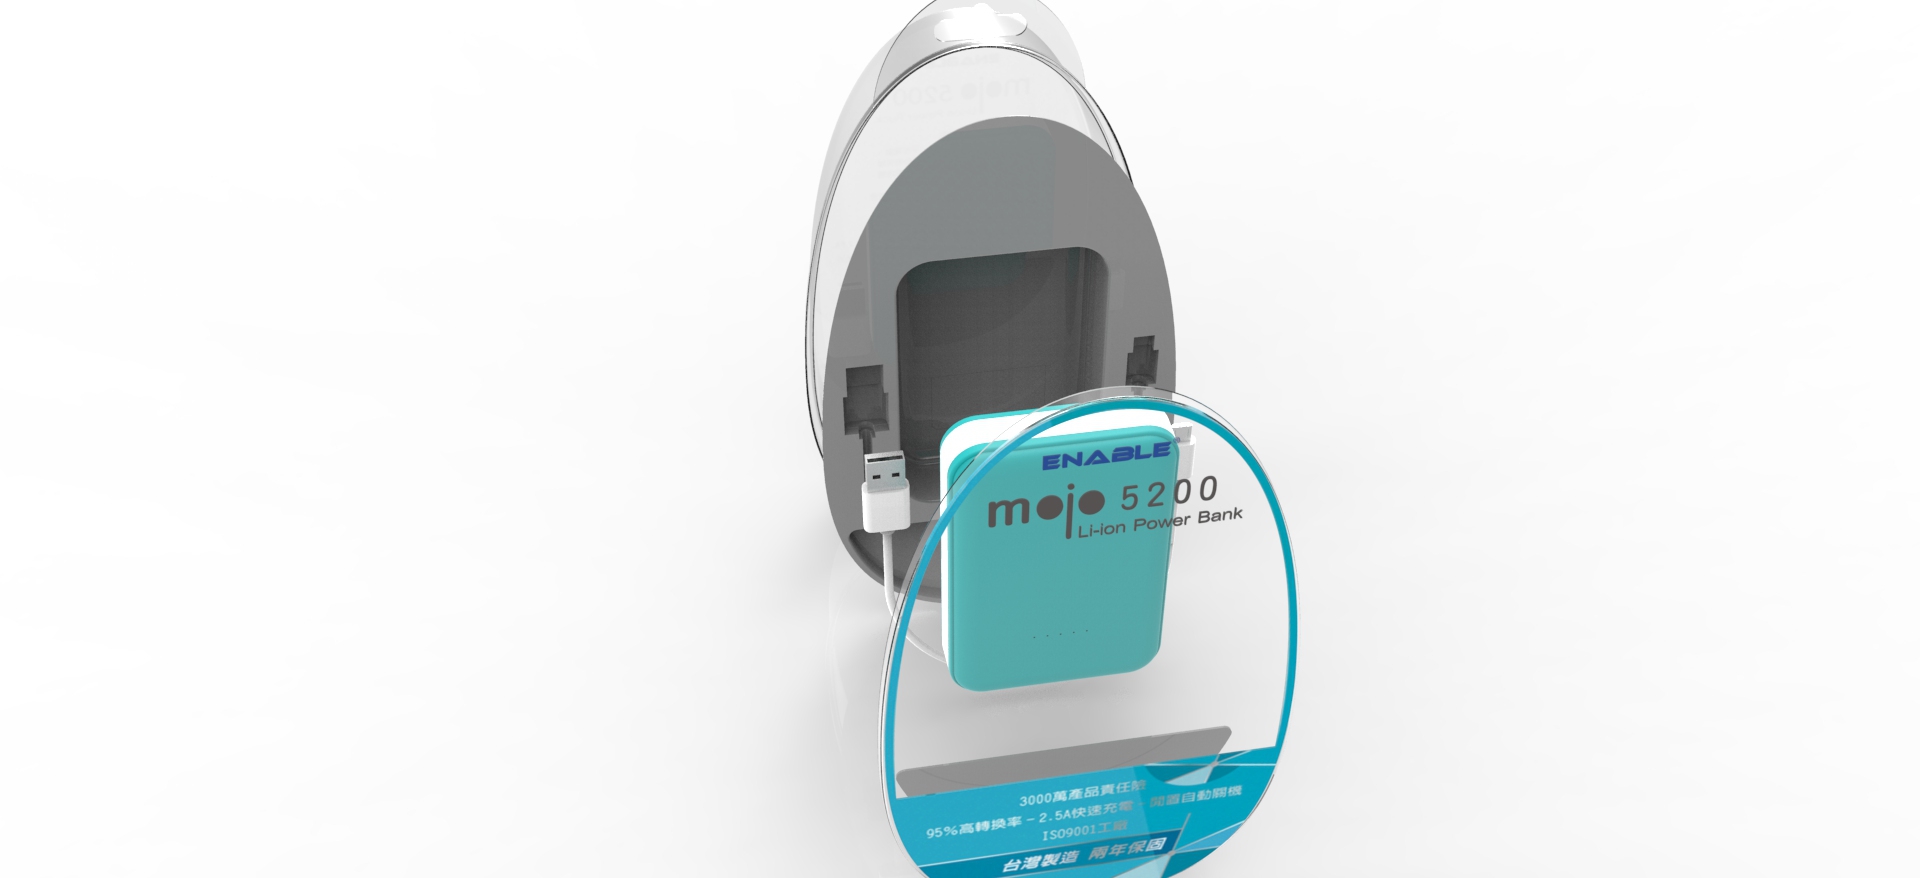 ENABLE
mojo 5200
Li-ion Power Bank
3000萬產品責任險
95%高轉換率－2.5A快速充電－閒置自動關機
ISO9001工廠
台灣製造 兩年保固